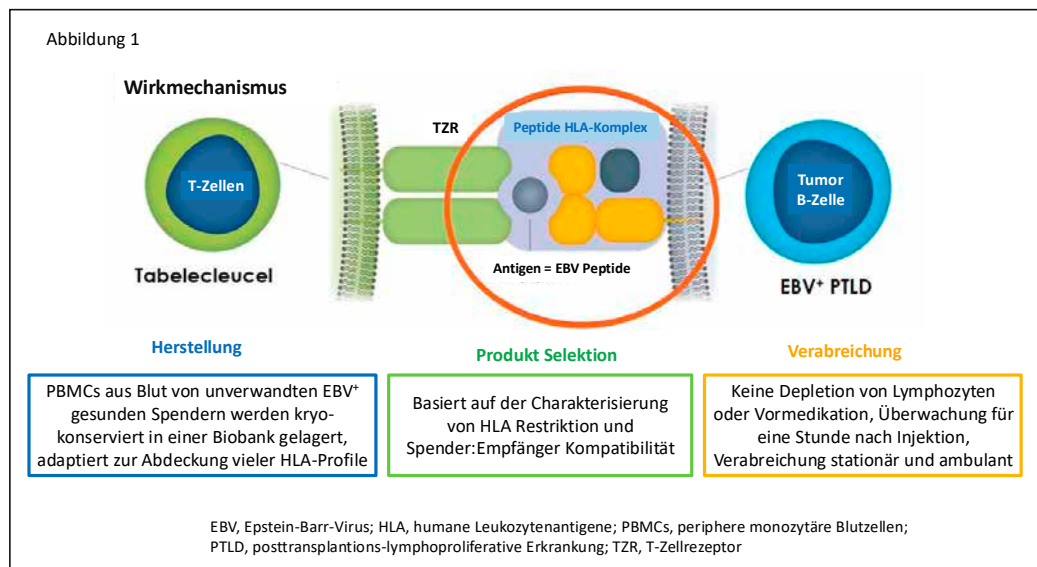 Abbildung 1
Wirkmechanismus
T-Zellen
Tabelecleucel
TZR
Peptide HLA-Komplex
Antigen = EBV Peptide
Tumor
B-Zelle
EBV⁺ PTLD
Herstellung
PBMCs aus Blut von unverwandten EBV⁺
gesunden Spendern werden kryo-
konserviert in einer Biobank gelagert,
adaptiert zur Abdeckung vieler HLA-Profile
Produkt Selektion
Basiert auf der Charakterisierung
von HLA Restriktion und
Spender:Empfänger Kompatibilität
Verabreichung
Keine Depletion von Lymphozyten
oder Vormedikation, Überwachung für
eine Stunde nach Injektion,
Verabreichung stationär und ambulant
EBV, Epstein-Barr-Virus; HLA, humane Leukozytenantigene; PBMCs, periphere monozytäre Blutzellen;
PTLD, posttransplantions-lymphoproliferative Erkrankung; TZR, T-Zellrezeptor